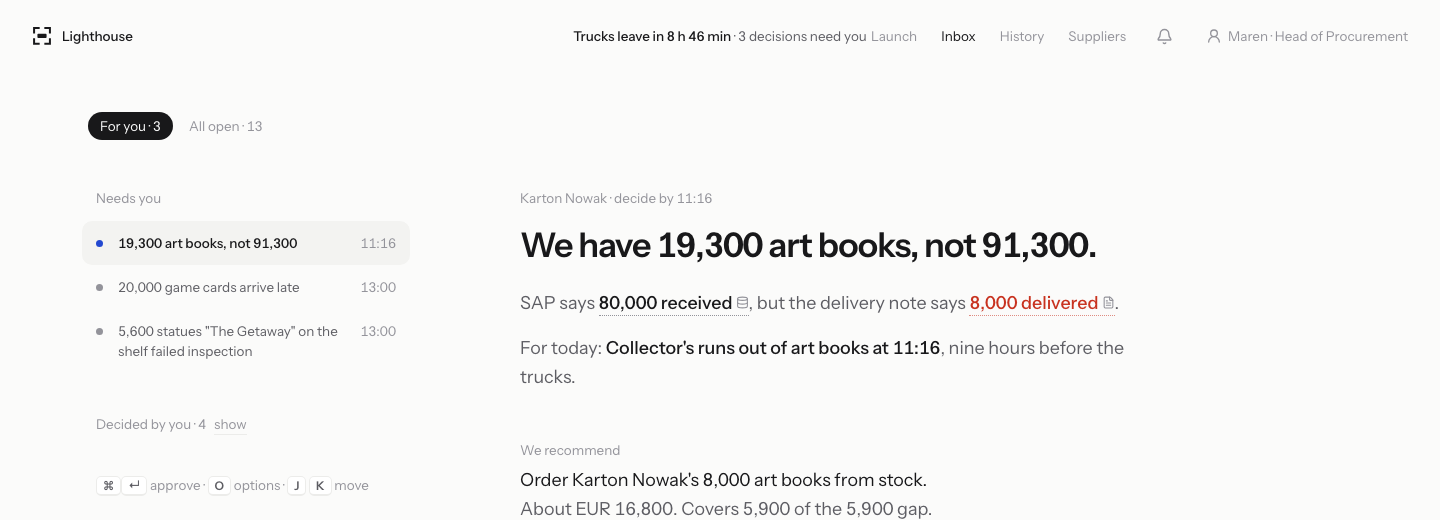 Lighthouse
Trucks leave in 8 h 46 min · 3 decisions need you Launch Inbox History Suppliers Maren · Head of Procurement
For you · 3 All open · 13
Needs you
19,300 art books, not 91,300 11:16
20,000 game cards arrive late 13:00
5,600 statues "The Getaway" on the 13:00
shelf failed inspection
Decided by you · 4 show
⌘ ↵ approve · O options · J K move
Karton Nowak · decide by 11:16
We have 19,300 art books, not 91,300.
SAP says 80,000 received, but the delivery note says 8,000 delivered.
For today: Collector's runs out of art books at 11:16, nine hours before the
trucks.
We recommend
Order Karton Nowak's 8,000 art books from stock.
About EUR 16,800. Covers 5,900 of the 5,900 gap.